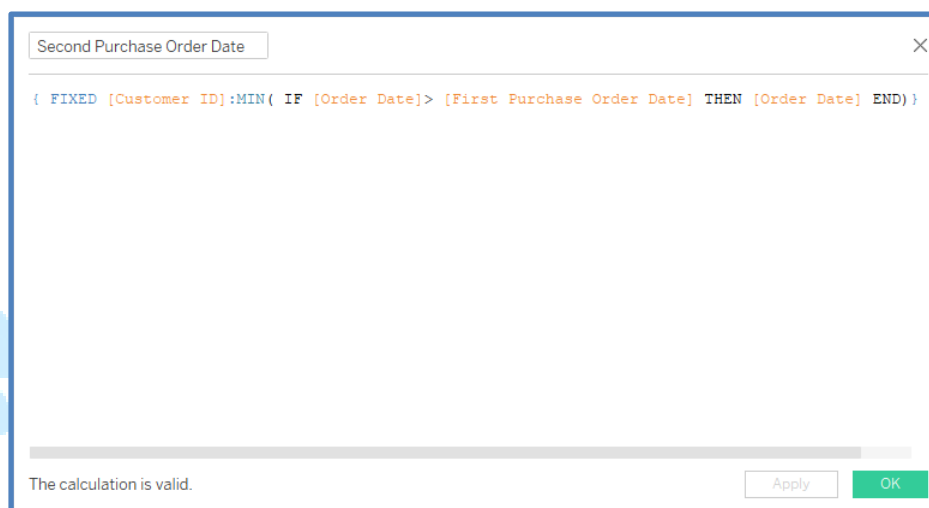 Second Purchase Order Date
{ FIXED [Customer ID]:MIN( IF [Order Date]> [First Purchase Order Date] THEN [Order Date] END)}
The calculation is valid.
Apply
OK